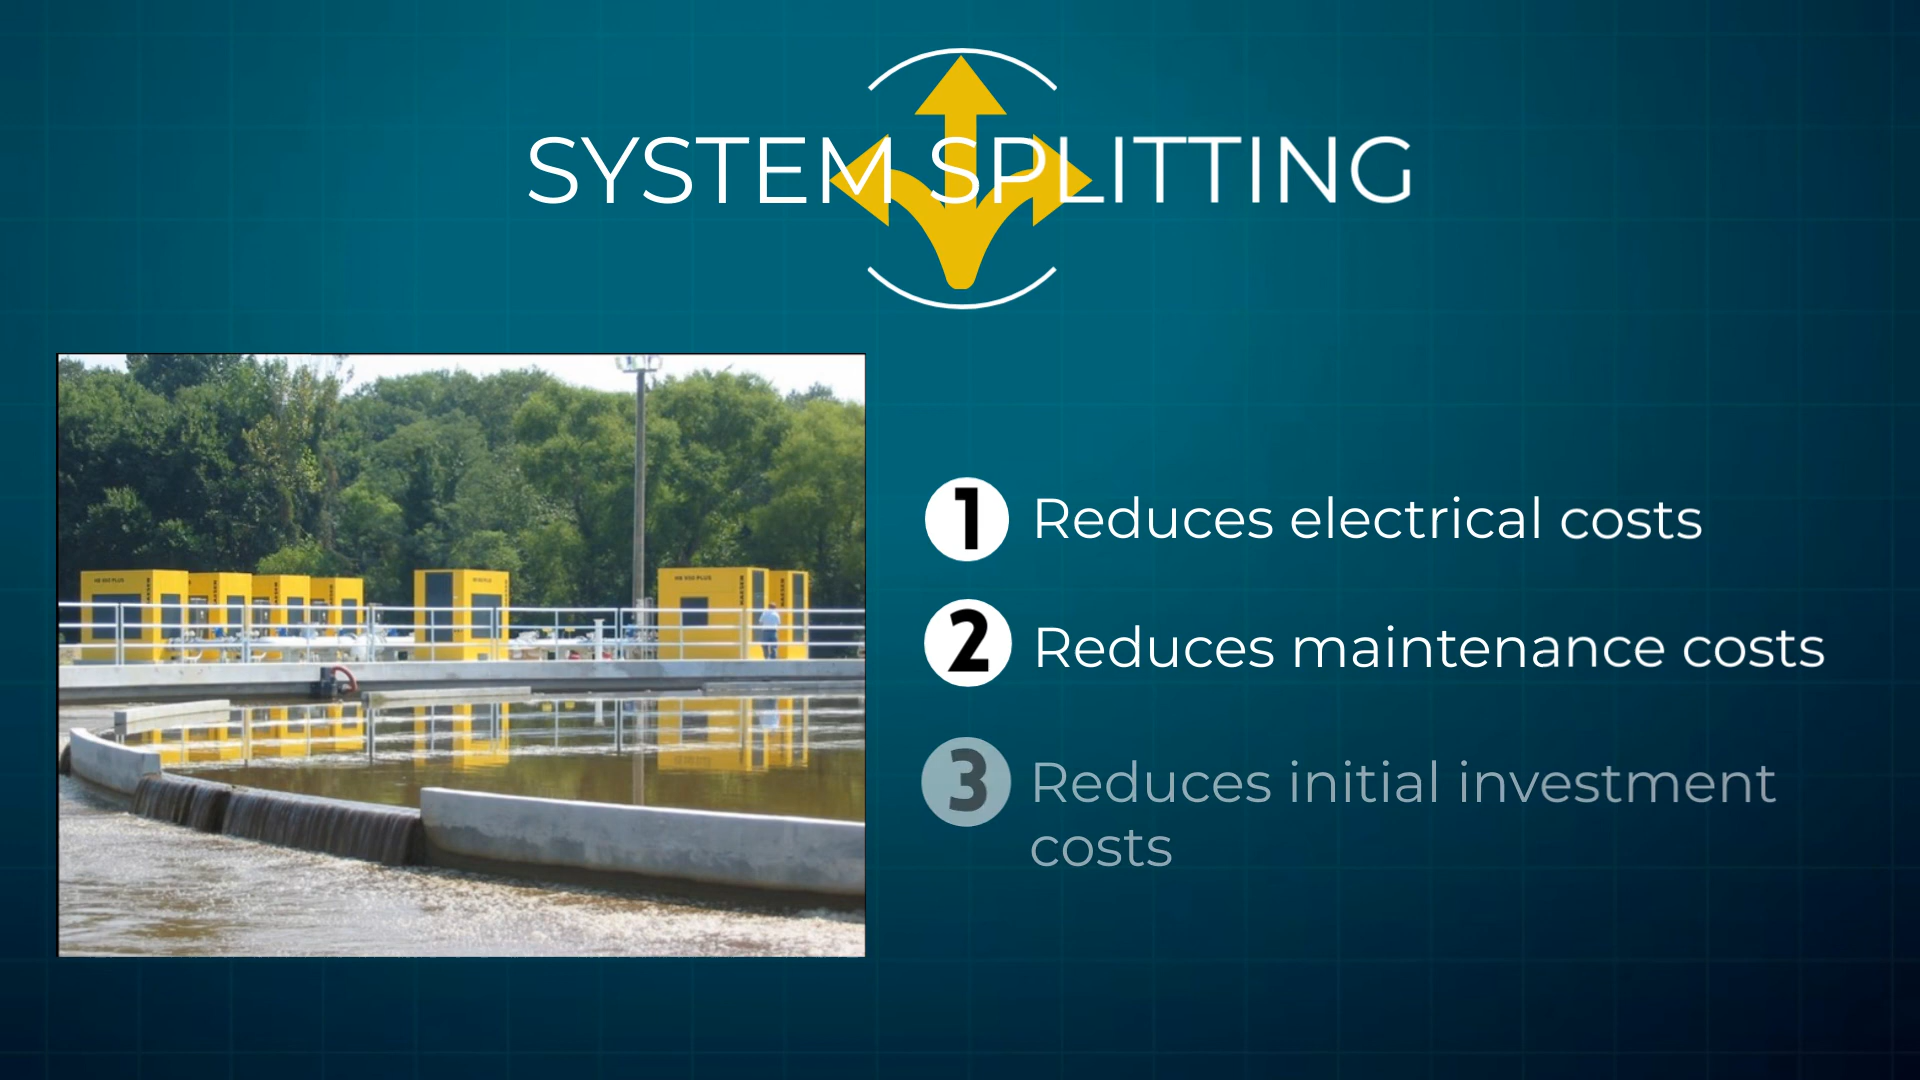 SYSTEM SPLITTING
1 Reduces electrical costs
2 Reduces maintenance costs
3 Reduces initial investment
costs